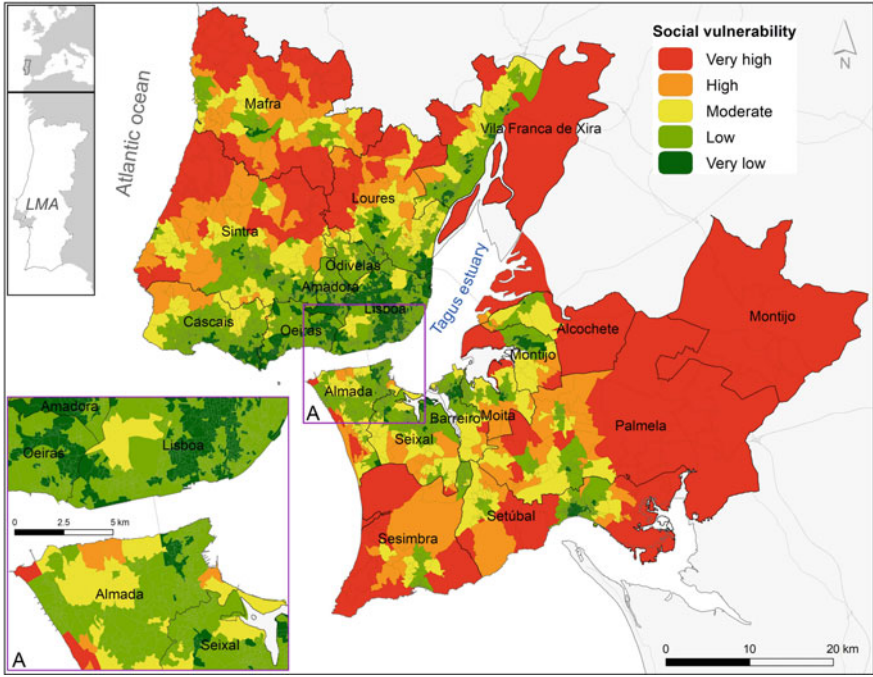 Social vulnerability
Very high
High
Moderate
Low
Very low
N
Atlantic ocean
LMA
Mafra
Vila Franca de Xira
Loures
Sintra
Odivelas
Amadora
Lisboa
Cascais
Oeiras
Tagus estuary
Alcochete
Montijo
Montijo
Almada
A
Barreiro
Moita
Palmela
Seixal
Setúbal
Sesimbra
Amadora
Oeiras
Lisboa
0 2.5 5 km
Almada
Seixal
A
0 10 20 km